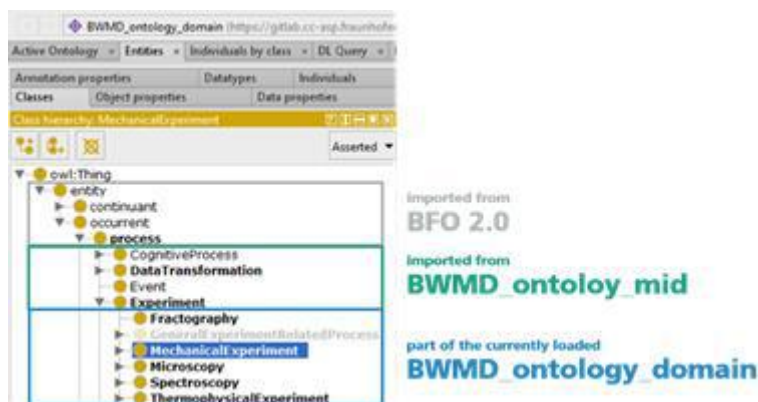 BWMD_ontology_domain (https://gitlab.cc-asp.fraunhofe
Active Ontology × Entities × Individuals by class × DL Query ×
Annotation properties Datatypes Individuals
Classes Object properties Data properties
Class hierarchy: MechanicalExperiment
Asserted
owl:Thing
entity
continuant
occurrent
process
CognitiveProcess
DataTransformation
Event
Experiment
Fractography
GeneralExperimentRelatedProcess
MechanicalExperiment
Microscopy
Spectroscopy
ThermophysicalExperiment
imported from
BFO 2.0
imported from
BWMD_ontoloy_mid
part of the currently loaded
BWMD_ontology_domain